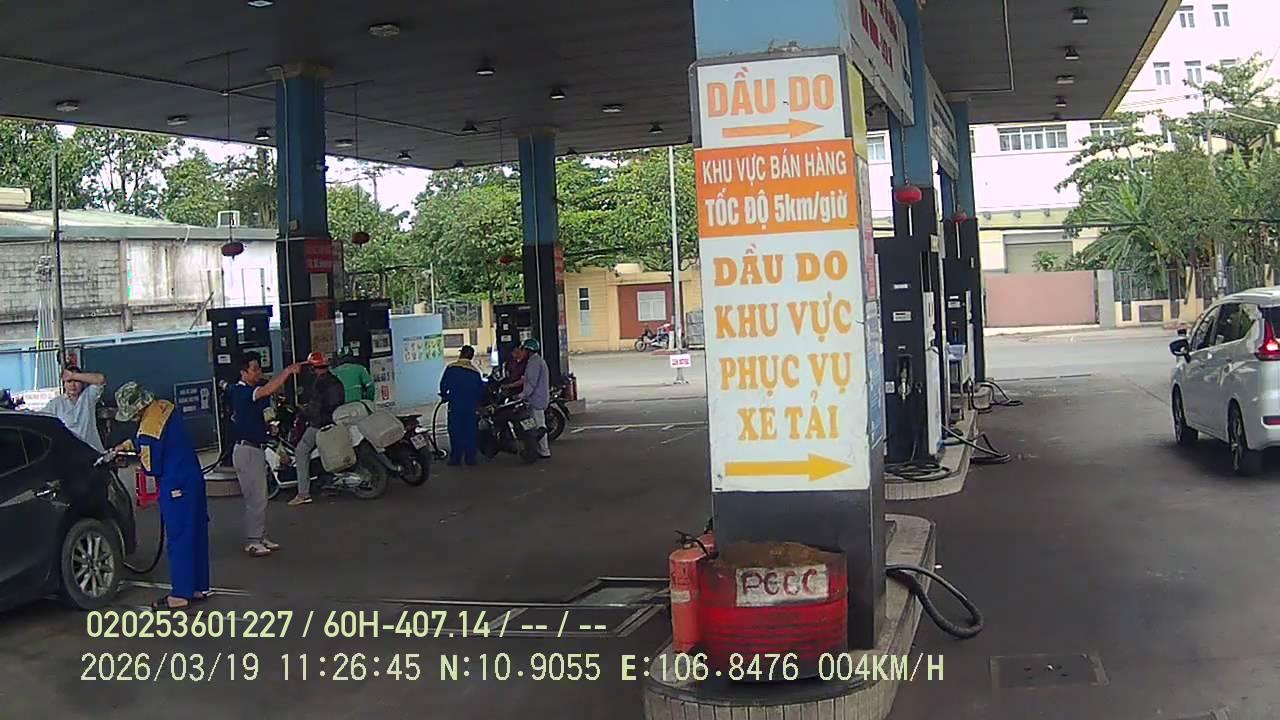 DẦU DO
KHU VỰC BÁN HÀNG
TỐC ĐỘ 5km/giờ
DẦU DO
KHU VỰC
PHỤC VỤ
XE TẢI
PCCC
020253601227 / 60H-407.14 / -- / --
2026/03/19 11:26:45 N:10.9055 E:106.8476 004KM/H